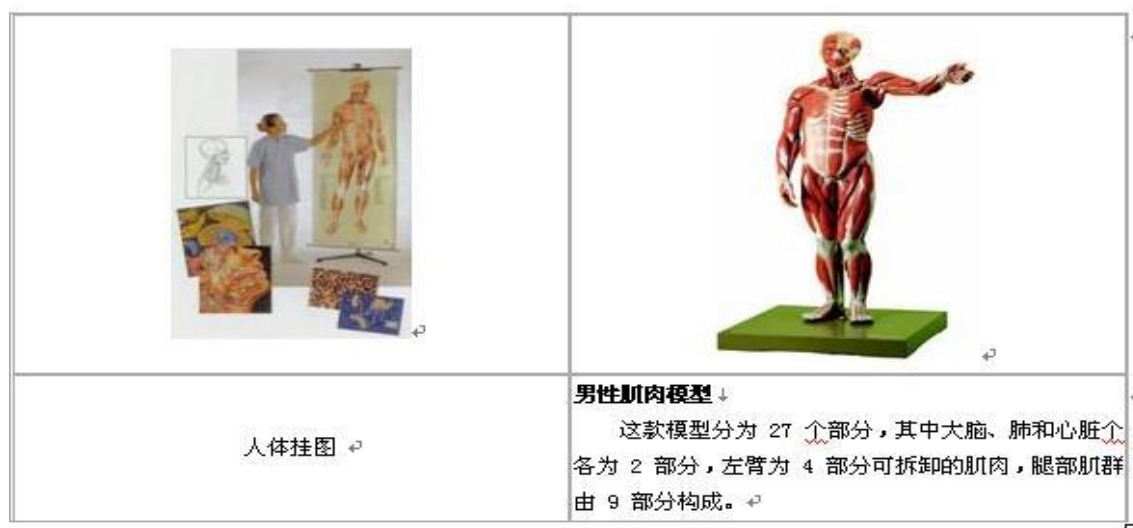 人体挂图
男性肌肉模型
这款模型分为 27 个部分，其中大脑、肺和心脏个
各为 2 部分，左臂为 4 部分可拆卸的肌肉，腿部肌群
由 9 部分构成。